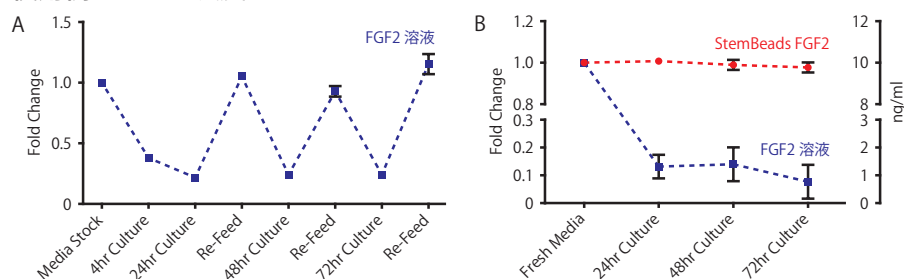 A
1.5
FGF2 溶液
1.0
Fold Change
0.5
0
Media Stock
4hr Culture
24hr Culture
Re-Feed
48hr Culture
Re-Feed
72hr Culture
Re-Feed
B
1.2
12
StemBeads FGF2
1.0
10
0.8
8
Fold Change
ng/ml
0.3
3
FGF2 溶液
0.2
2
0.1
1
0
0
Fresh Media
24hr Culture
48hr Culture
72hr Culture